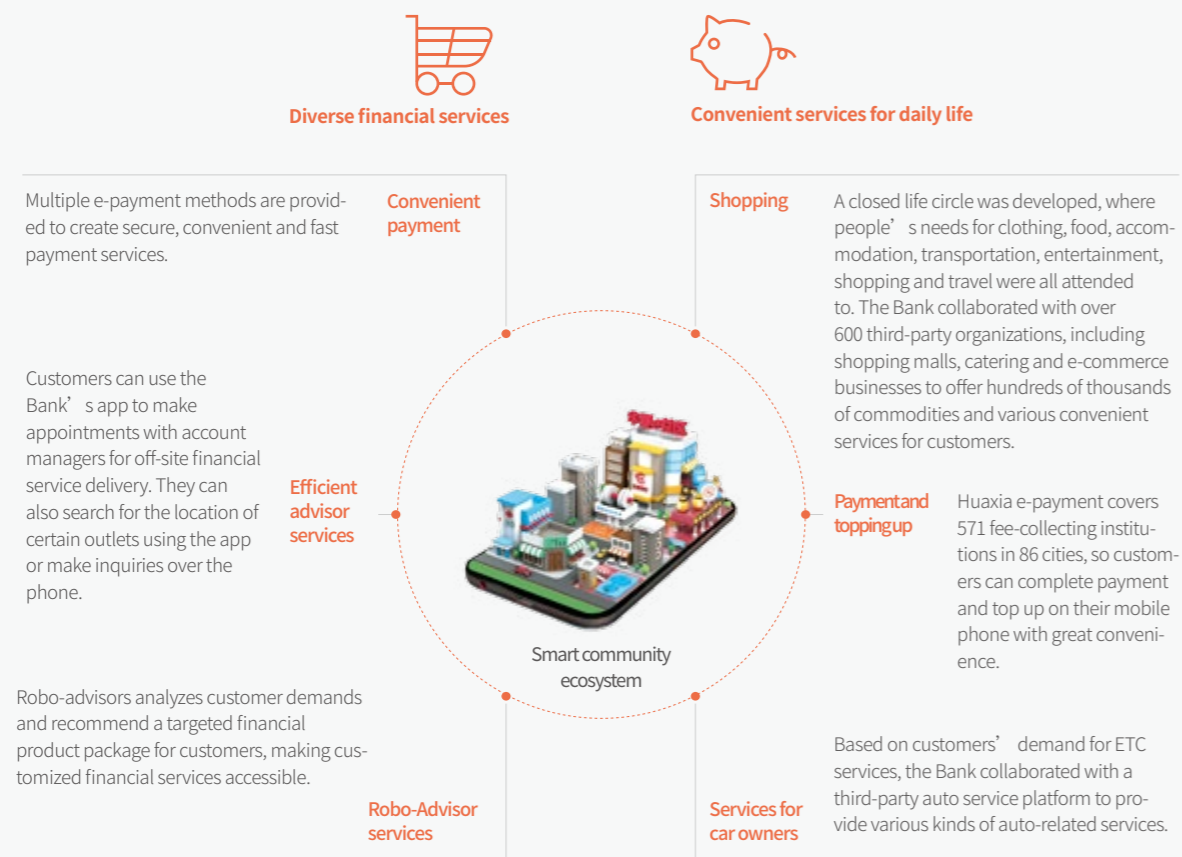 Diverse financial services
Convenient services for daily life
Multiple e-payment methods are provid-
ed to create secure, convenient and fast
payment services.
Convenient
payment
Customers can use the
Bank’s app to make
appointments with account
managers for off-site financial
service delivery. They can
also search for the location of
certain outlets using the app
or make inquiries over the
phone.
Efficient
advisor
services
Robo-advisors analyzes customer demands
and recommend a targeted financial
product package for customers, making cus-
tomized financial services accessible.
Robo-Advisor
services
Smart community
ecosystem
Shopping
A closed life circle was developed, where
people’s needs for clothing, food, accom-
modation, transportation, entertainment,
shopping and travel were all attended
to. The Bank collaborated with over
600 third-party organizations, including
shopping malls, catering and e-commerce
businesses to offer hundreds of thousands
of commodities and various convenient
services for customers.
Payment and
topping up
Huaxia e-payment covers
571 fee-collecting institu-
tions in 86 cities, so custom-
ers can complete payment
and top up on their mobile
phone with great conveni-
ence.
Services for
car owners
Based on customers’ demand for ETC
services, the Bank collaborated with a
third-party auto service platform to pro-
vide various kinds of auto-related services.